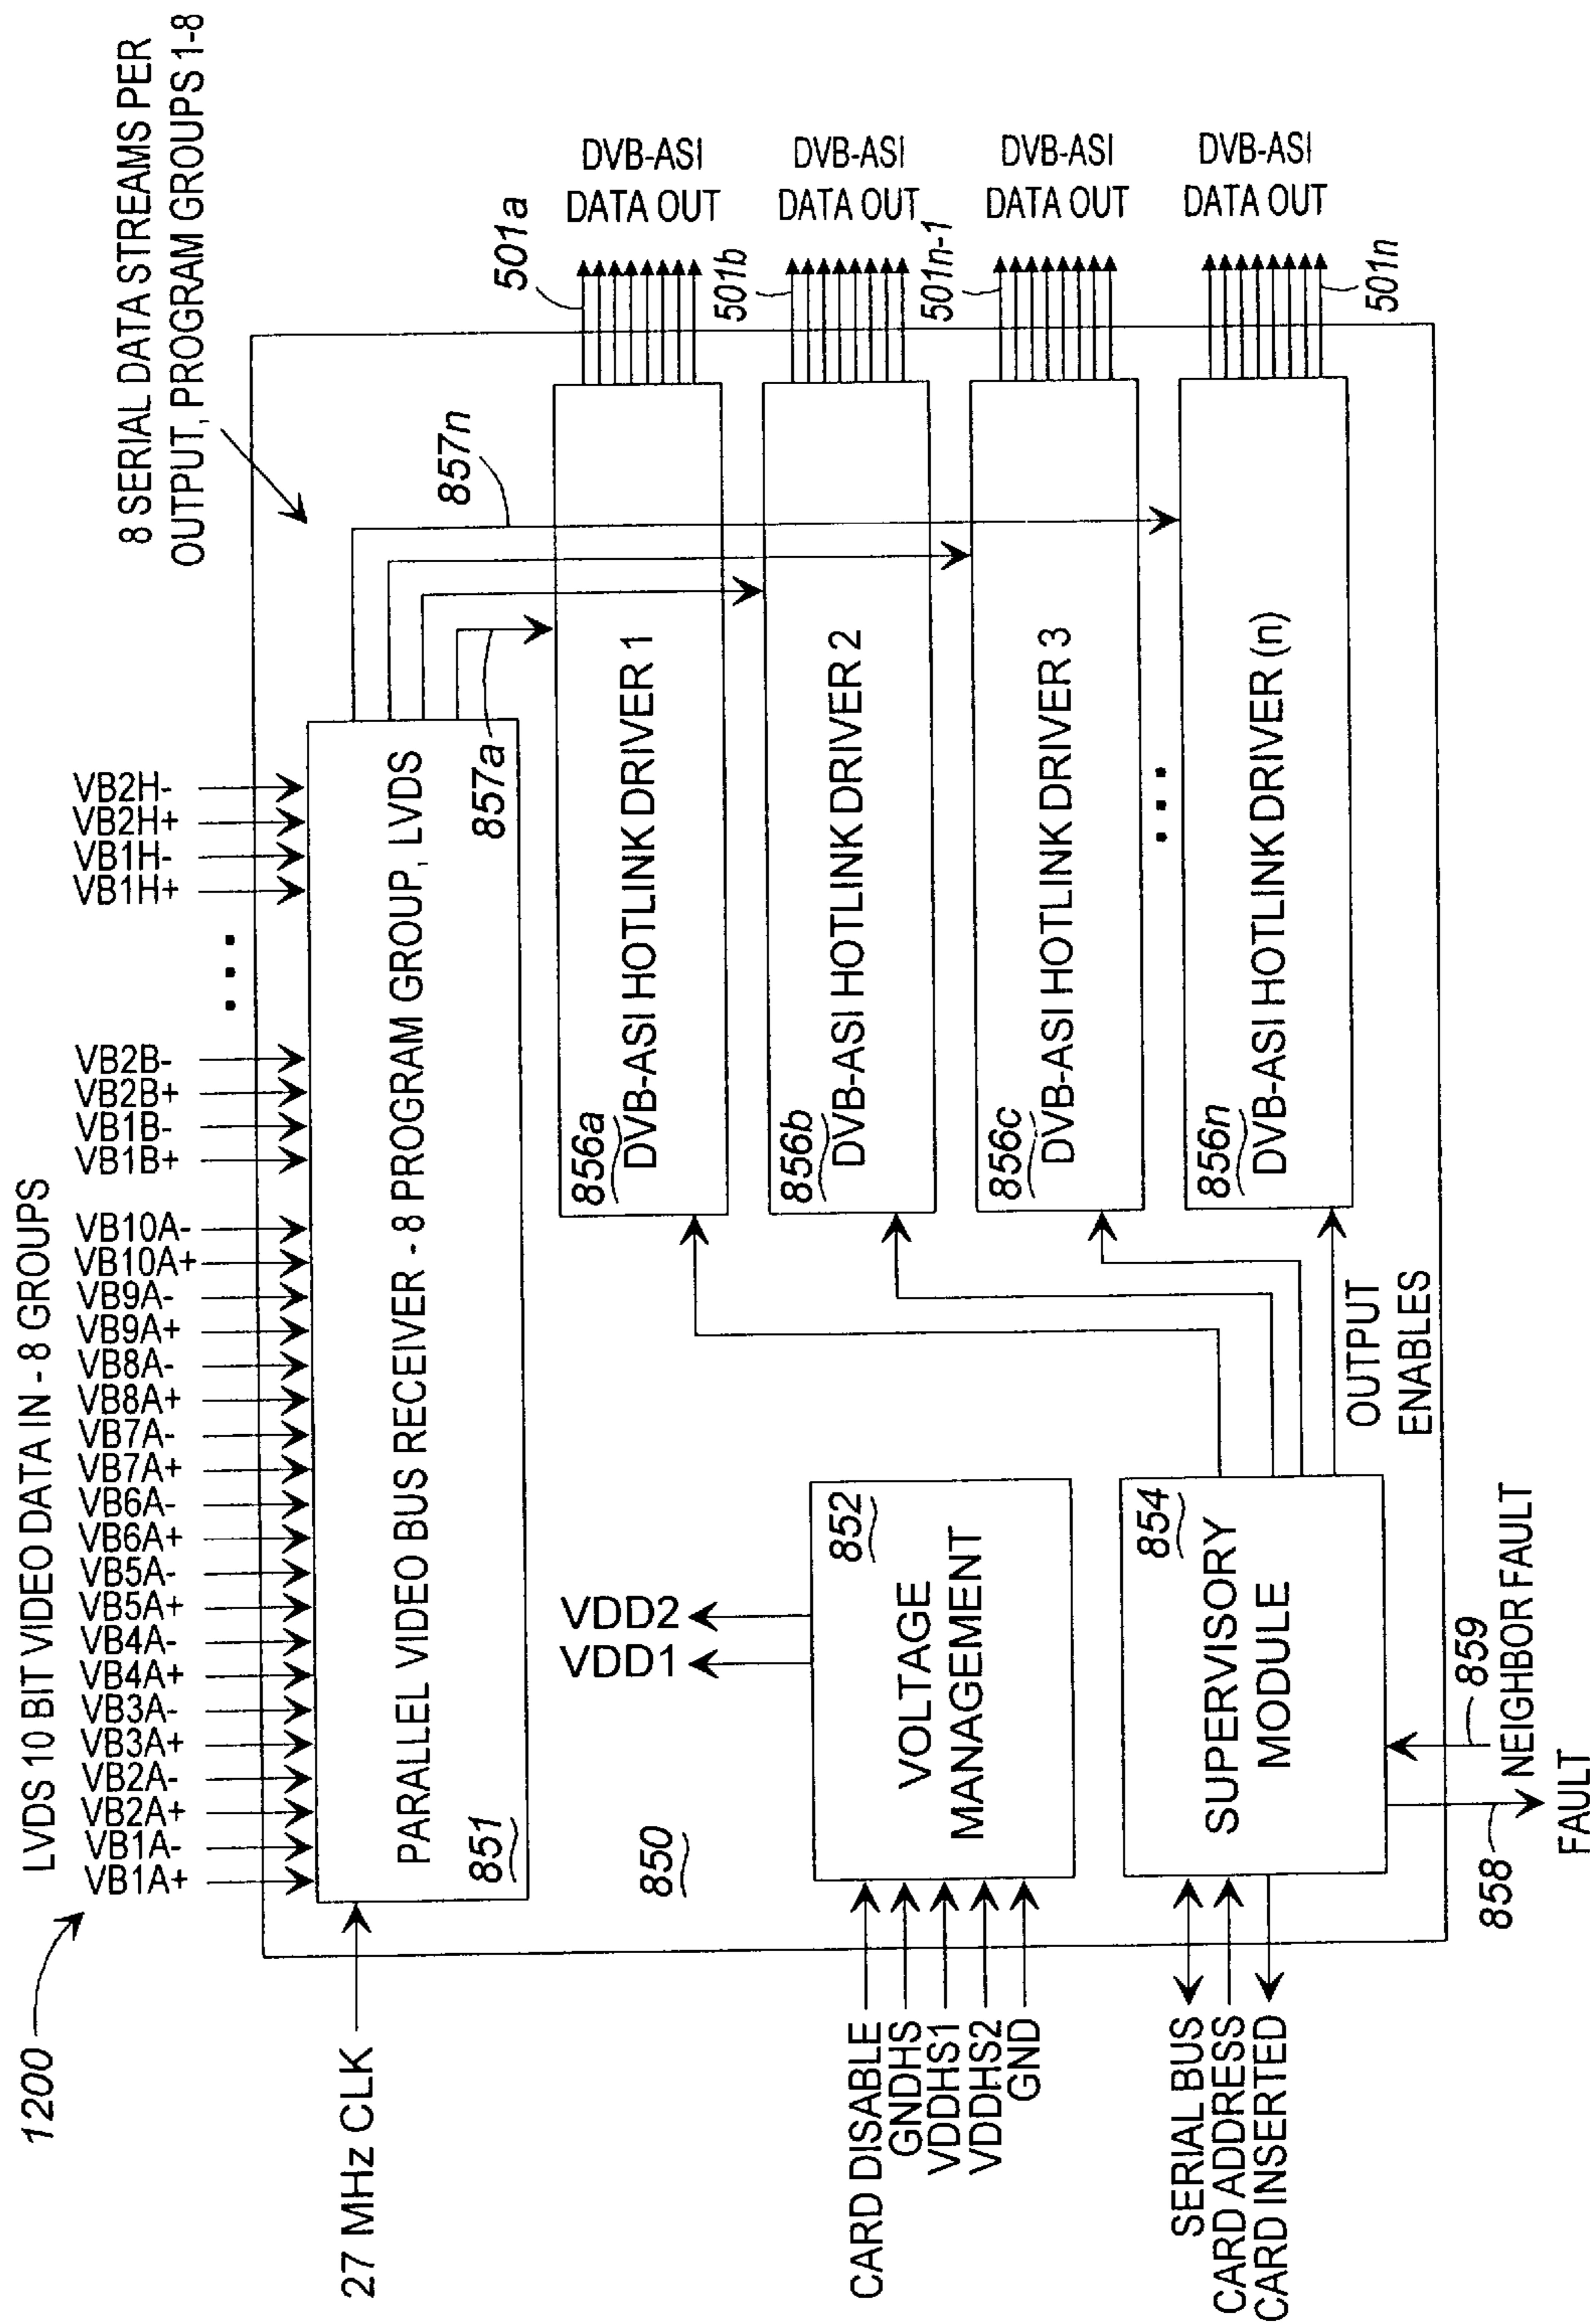 1200
LVDS 10 BIT VIDEO DATA IN - 8 GROUPS
VB1A+
VB1A-
VB2A+
VB2A-
VB3A+
VB3A-
VB4A+
VB4A-
VB5A+
VB5A-
VB6A+
VB6A-
VB7A+
VB7A-
VB8A+
VB8A-
VB9A+
VB9A-
VB10A+
VB10A-
VB1B+
VB1B-
VB2B+
VB2B-
...
VB1H+
VB1H-
VB2H+
VB2H-
8 SERIAL DATA STREAMS PER
OUTPUT, PROGRAM GROUPS 1-8
27 MHz CLK
PARALLEL VIDEO BUS RECEIVER - 8 PROGRAM GROUP, LVDS
851
857a
857n
850
856a
DVB-ASI HOTLINK DRIVER 1
501a
DVB-ASI
DATA OUT
856b
DVB-ASI HOTLINK DRIVER 2
501b
DVB-ASI
DATA OUT
856c
DVB-ASI HOTLINK DRIVER 3
501n-1
DVB-ASI
DATA OUT
...
856n
DVB-ASI HOTLINK DRIVER (n)
501n
DVB-ASI
DATA OUT
VDD1
VDD2
CARD DISABLE
GNDHS
VDDHS1
VDDHS2
GND
852
VOLTAGE
MANAGEMENT
SERIAL BUS
CARD ADDRESS
CARD INSERTED
854
SUPERVISORY
MODULE
OUTPUT
ENABLES
858
FAULT
859
NEIGHBOR FAULT